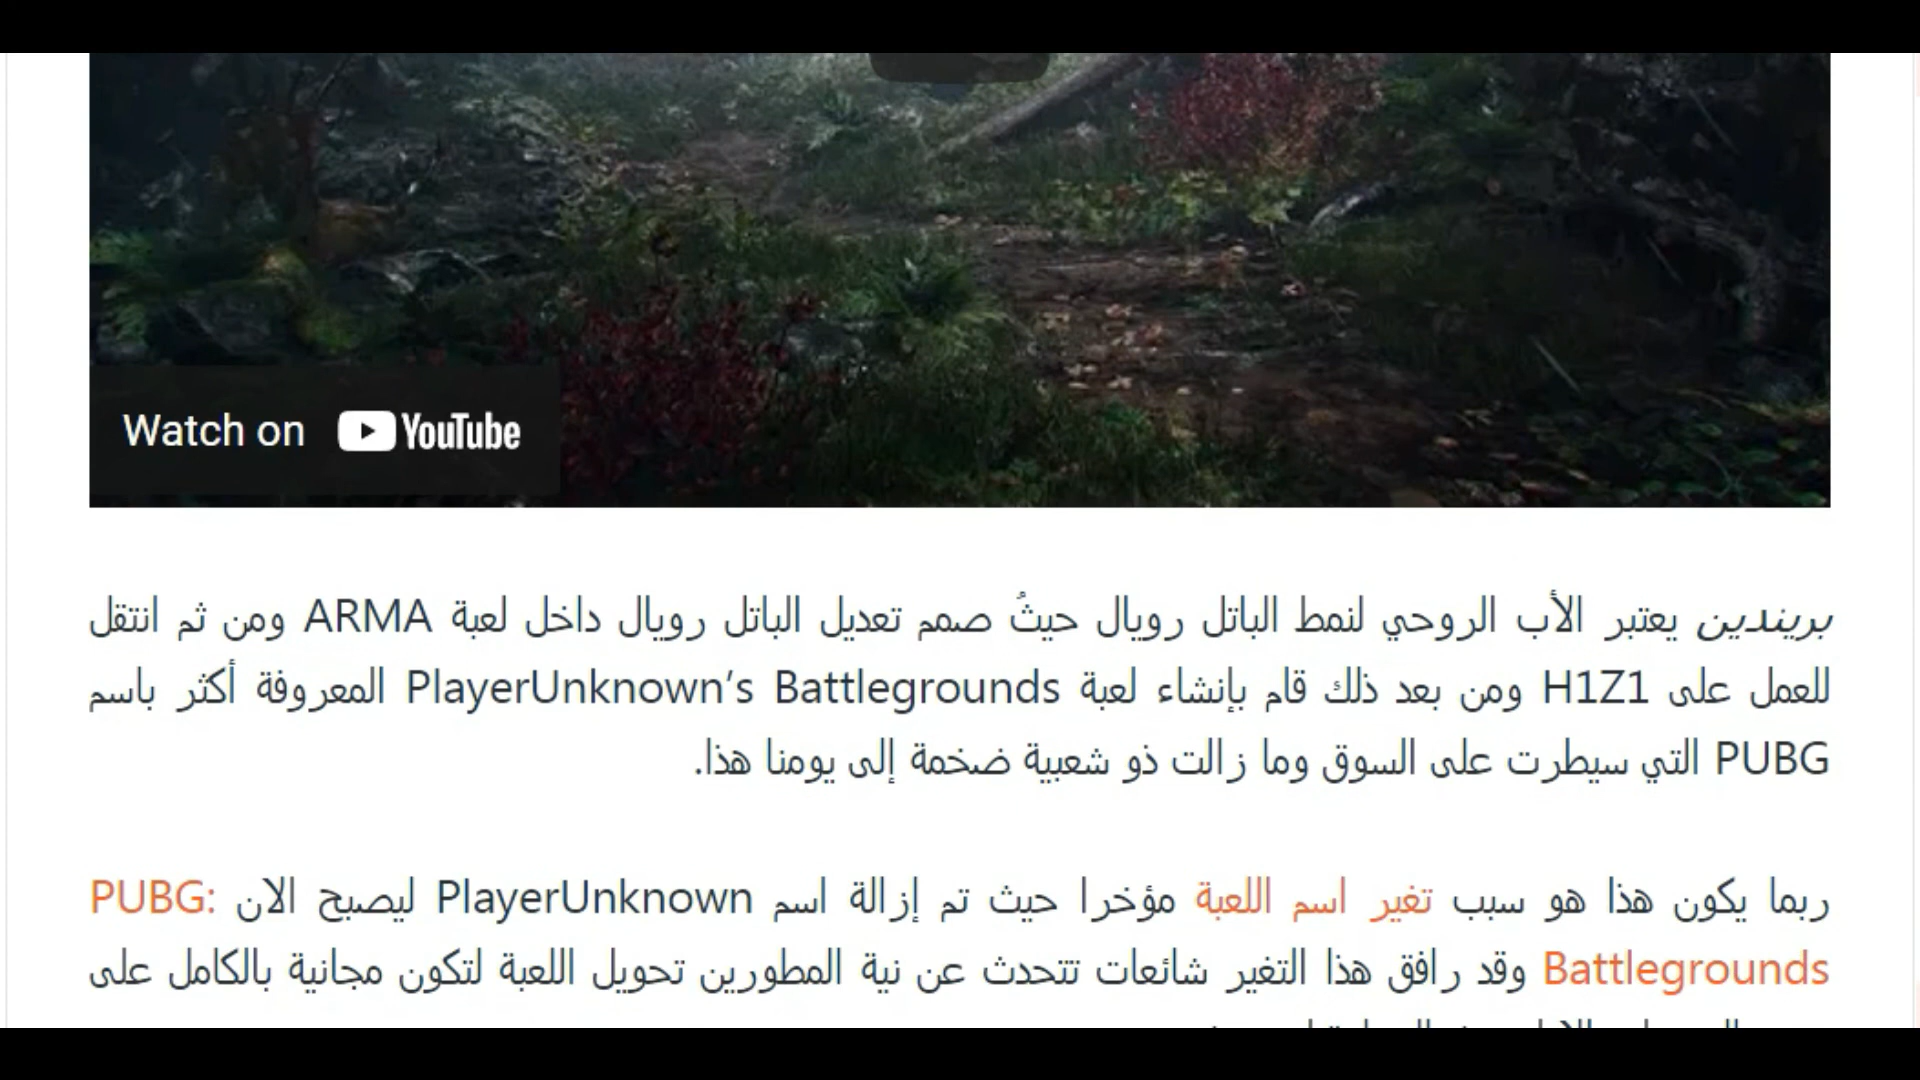 Watch on YouTube
بريندين يعتبر الأب الروحي لنمط الباتل رويال حيثُ صمم تعديل الباتل رويال داخل لعبة ARMA ومن ثم انتقل
للعمل على H1Z1 ومن بعد ذلك قام بإنشاء لعبة PlayerUnknown’s Battlegrounds المعروفة أكثر باسم
PUBG التي سيطرت على السوق وما زالت ذو شعبية ضخمة إلى يومنا هذا.
ربما يكون هذا هو سبب تغير اسم اللعبة مؤخرا حيث تم إزالة اسم PlayerUnknown ليصبح الان PUBG:
Battlegrounds وقد رافق هذا التغير شائعات تتحدث عن نية المطورين تحويل اللعبة لتكون مجانية بالكامل على